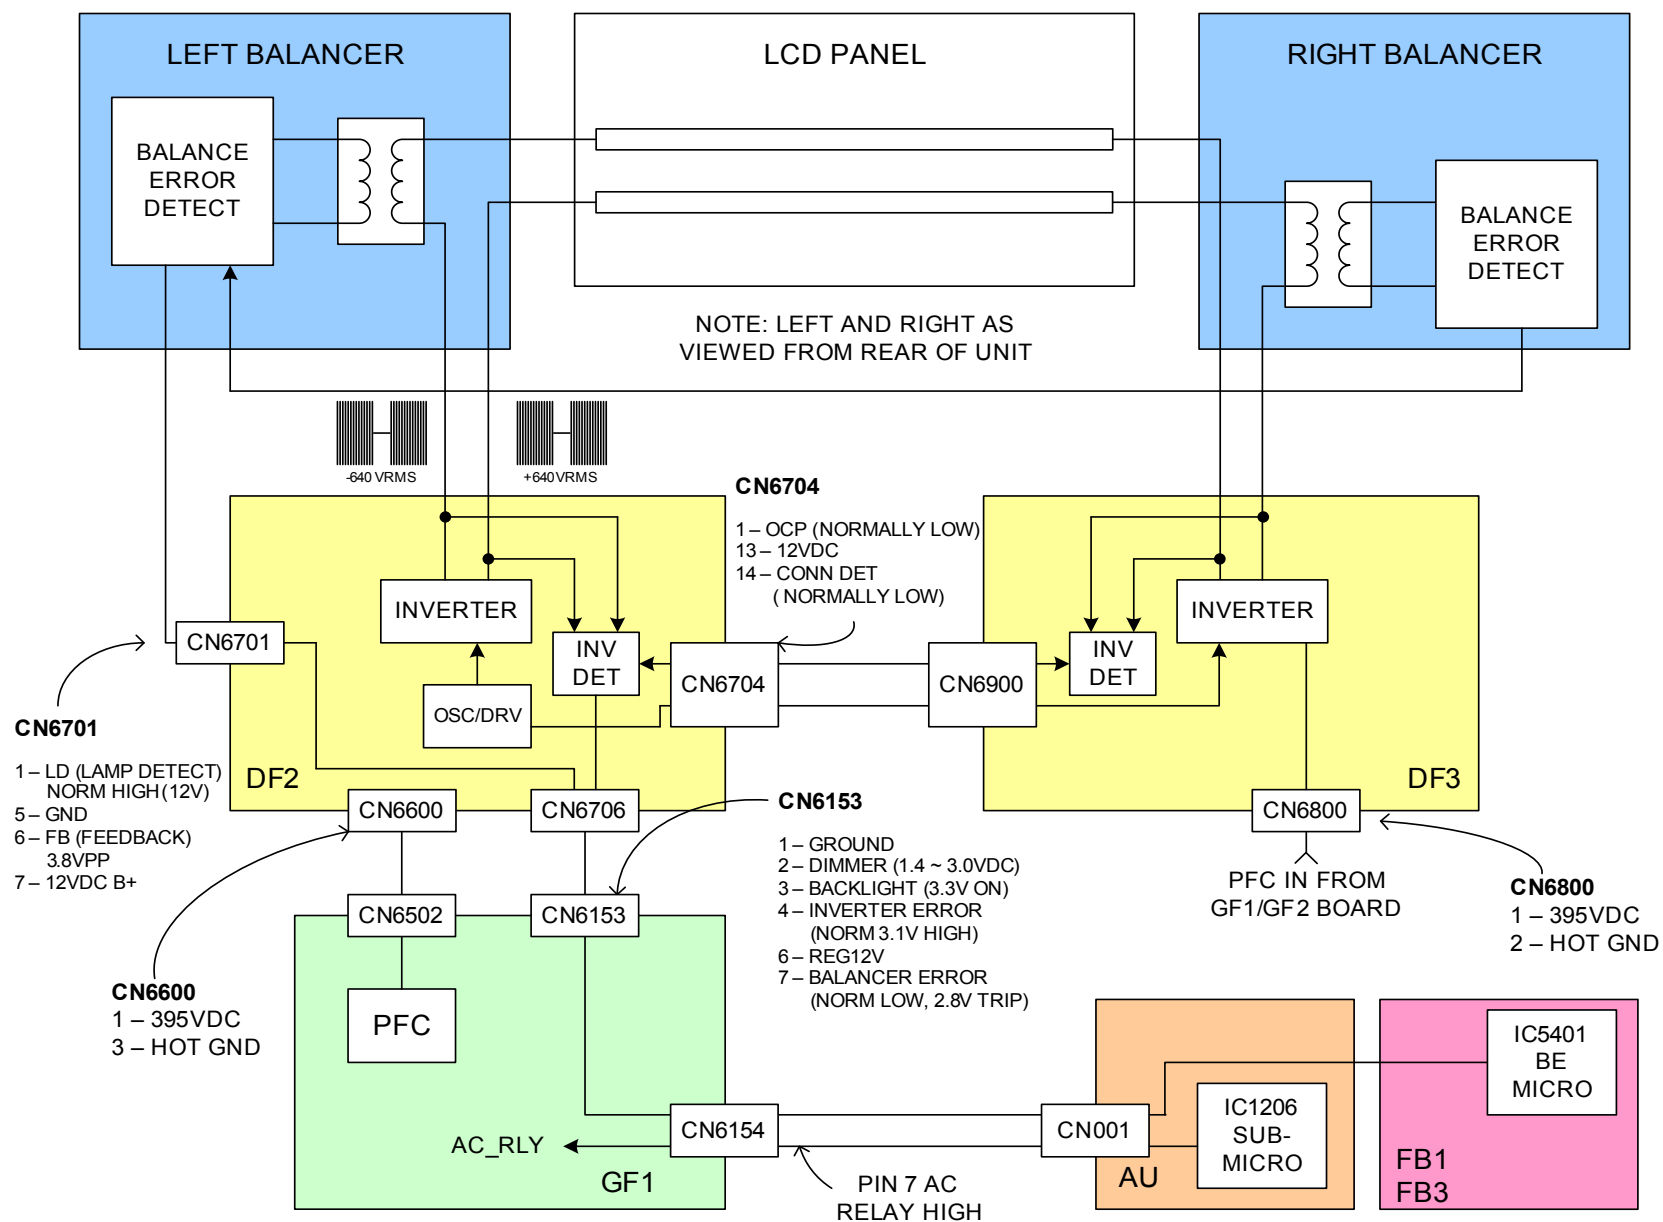 LEFT BALANCER
LCD PANEL
RIGHT BALANCER
BALANCE
ERROR
DETECT
BALANCE
ERROR
DETECT
NOTE: LEFT AND RIGHT AS
VIEWED FROM REAR OF UNIT
-640 VRMS
+640VRMS
CN6704
1 – OCP (NORMALLY LOW)
13 – 12VDC
14 – CONN DET
( NORMALLY LOW)
INVERTER
INV
DET
OSC/DRV
CN6701
CN6704
CN6900
INVERTER
INV
DET
CN6701
1 – LD (LAMP DETECT)
NORM HIGH (12V)
5 – GND
6 – FB (FEEDBACK)
3.8VPP
7 – 12VDC B+
DF2
DF3
CN6600
CN6706
CN6800
CN6153
1 – GROUND
2 – DIMMER (1.4 ~ 3.0VDC)
3 – BACKLIGHT (3.3V ON)
4 – INVERTER ERROR
(NORM 3.1V HIGH)
6 – REG12V
7 – BALANCER ERROR
(NORM LOW, 2.8V TRIP)
PFC IN FROM
GF1/GF2 BOARD
CN6800
1 – 395VDC
2 – HOT GND
CN6502
CN6153
CN6600
1 – 395VDC
3 – HOT GND
PFC
AC_RLY
CN6154
GF1
PIN 7 AC
RELAY HIGH
CN001
IC1206
SUB-
MICRO
AU
IC5401
BE
MICRO
FB1
FB3